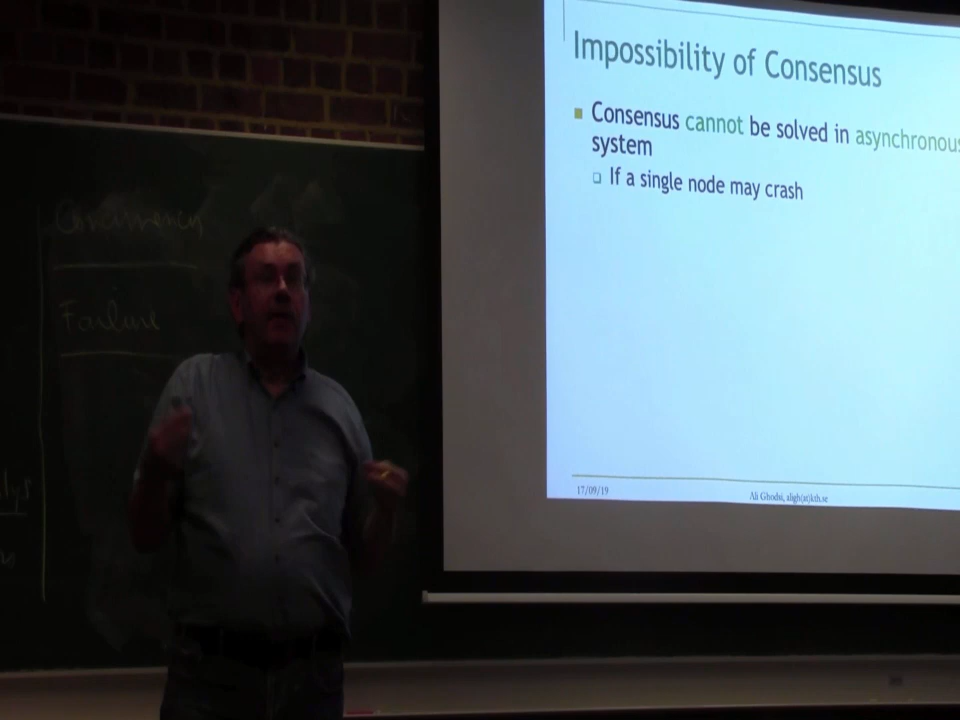 Impossibility of Consensus
Consensus cannot be solved in asynchronous
system
If a single node may crash
17/09/19
Ali Ghodsi, aligh(at)kth.se
Concurrency
Failure